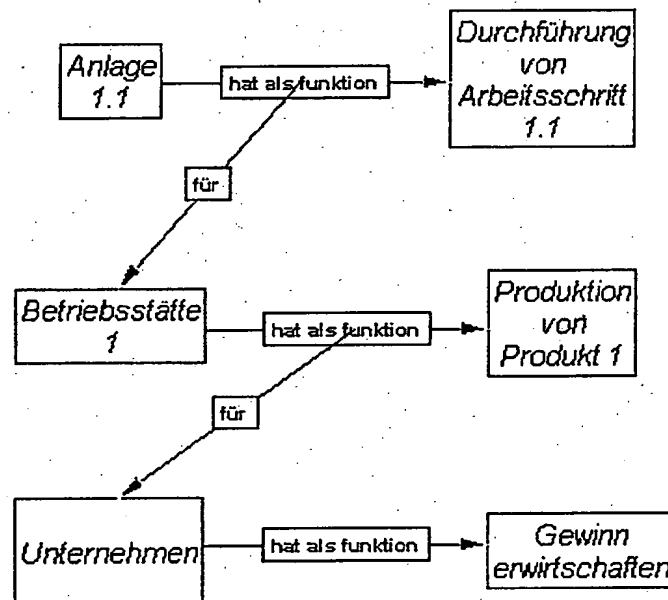 Anlage
1.1
hat als funktion
Durchführung
von
Arbeitsschritt
1.1
für
Betriebsstätte
1
hat als funktion
Produktion
von
Produkt 1
für
Unternehmen
hat als funktion
Gewinn
erwirtschaften